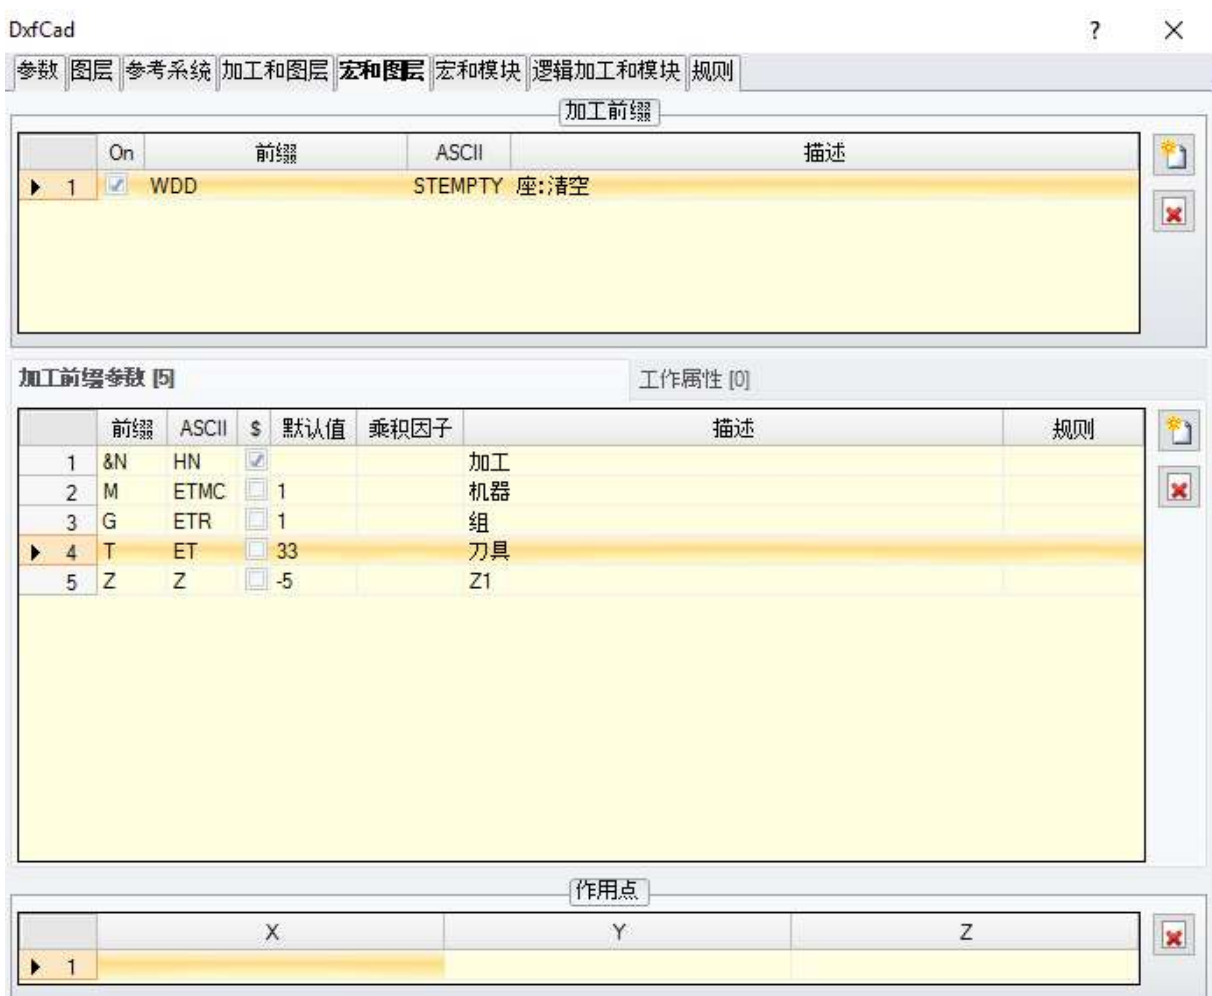 DxfCad ? ×
参数 图层 参考系统 加工和图层 宏和图层 宏和模块 逻辑加工和模块 规则
加工前缀
On 前缀 ASCII 描述
1 WDD STEMPTY 座:清空
加工前缀参数 [5] 工作属性 [0]
前缀 ASCII $ 默认值 乘积因子 描述 规则
1 &N HN 加工
2 M ETMC 1 机器
3 G ETR 1 组
4 T ET 33 刀具
5 Z Z -5 Z1
作用点
X Y Z
1